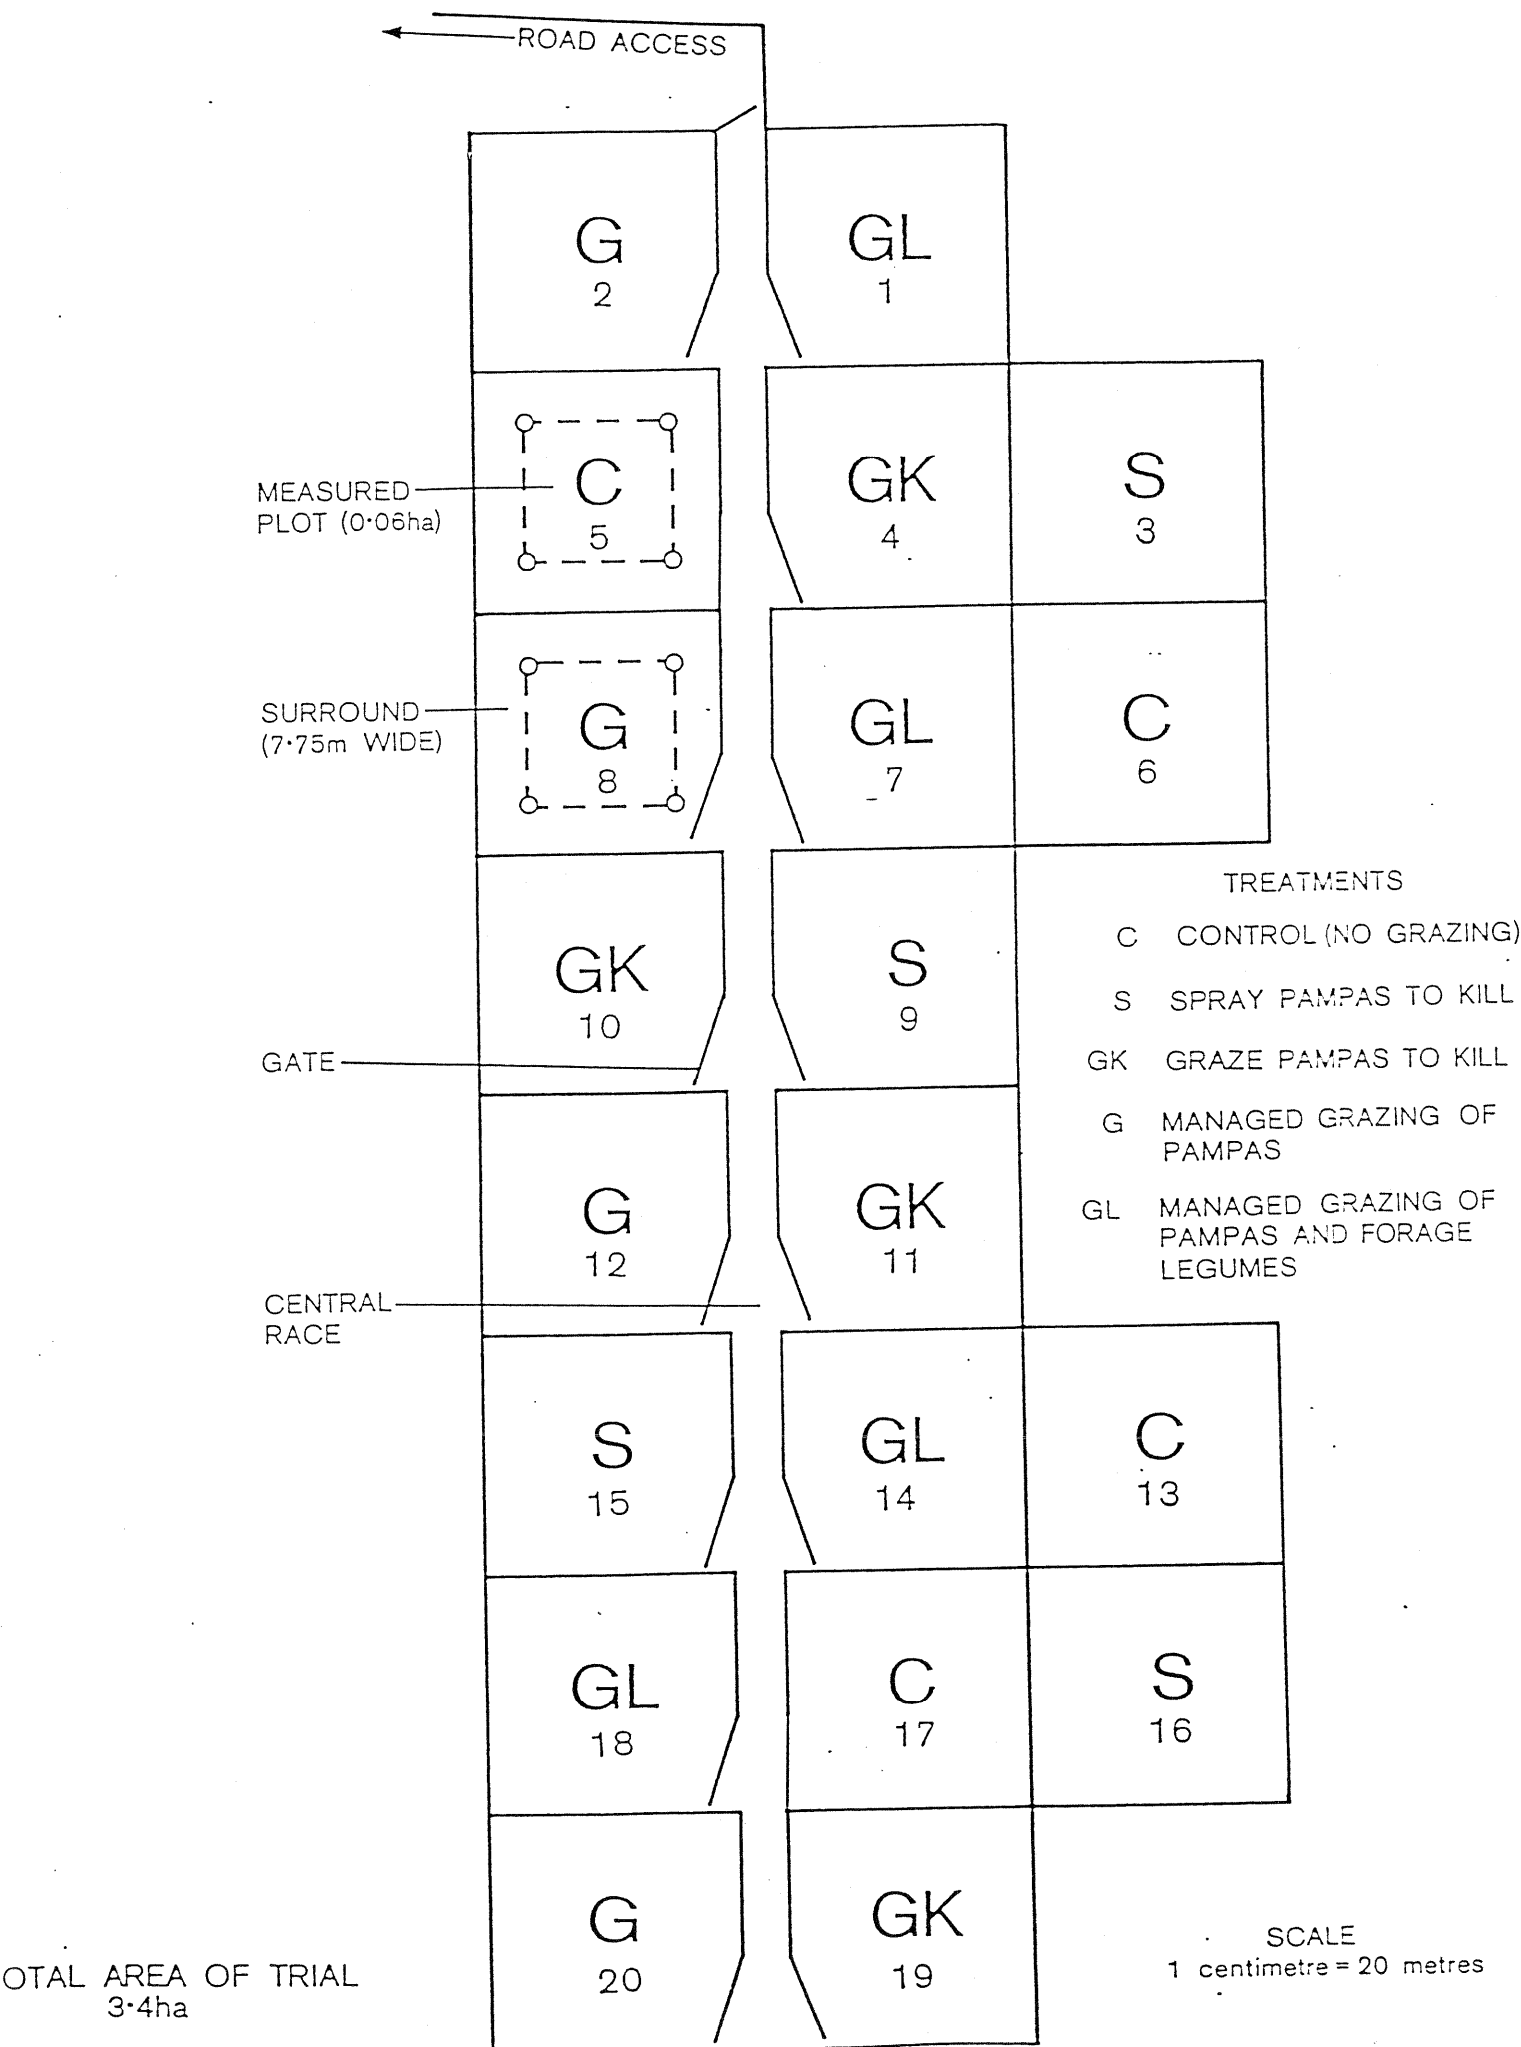 ROAD ACCESS
G
2
GL
1
MEASURED
PLOT (0·06ha)
C
5
GK
4
S
3
SURROUND
(7·75m WIDE)
G
8
GL
7
C
6
GK
10
S
9
GATE
G
12
GK
11
CENTRAL
RACE
TREATMENTS
C CONTROL (NO GRAZING)
S SPRAY PAMPAS TO KILL
GK GRAZE PAMPAS TO KILL
G MANAGED GRAZING OF
PAMPAS
GL MANAGED GRAZING OF
PAMPAS AND FORAGE
LEGUMES
S
15
GL
14
C
13
GL
18
C
17
S
16
G
20
GK
19
OTAL AREA OF TRIAL
3·4ha
SCALE
1 centimetre = 20 metres